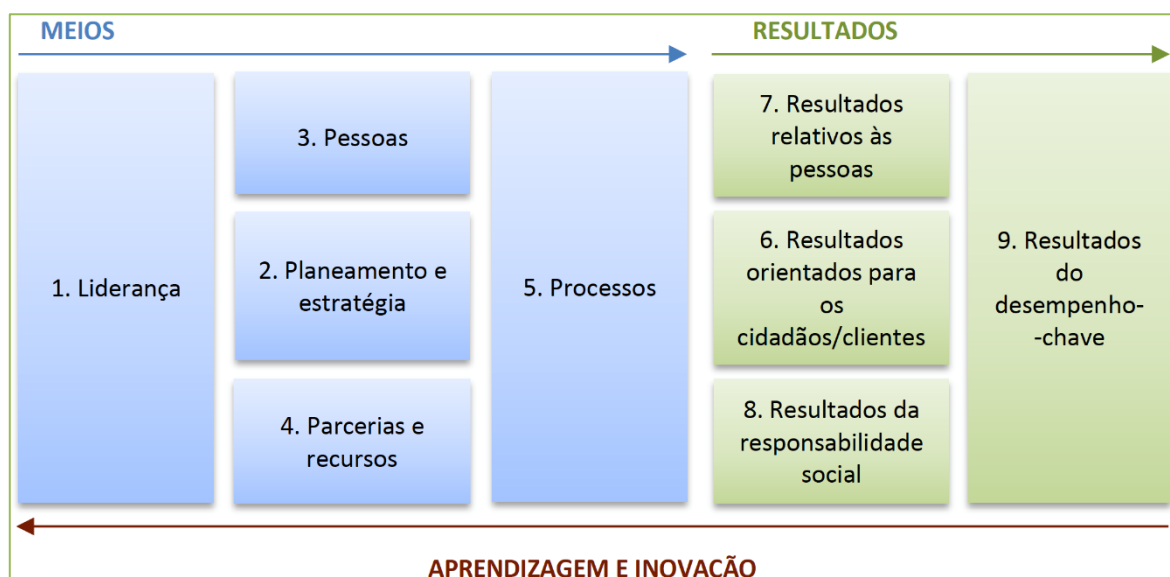 MEIOS
RESULTADOS
1. Liderança
3. Pessoas
2. Planeamento e
estratégia
4. Parcerias e
recursos
5. Processos
7. Resultados
relativos às
pessoas
6. Resultados
orientados para
os
cidadãos/clientes
8. Resultados da
responsabilidade
social
9. Resultados
do
desempenho-
-chave
APRENDIZAGEM E INOVAÇÃO